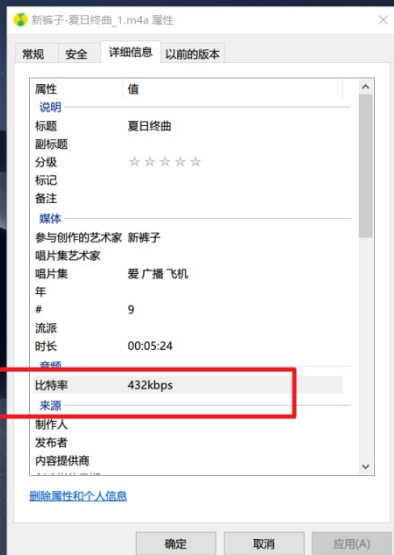 新裤子-夏日终曲_1.m4a 属性
常规 安全 详细信息 以前的版本
属性 值
说明
标题 夏日终曲
副标题
分级 ☆☆☆☆☆
标记
备注
媒体
参与创作的艺术家 新裤子
唱片集艺术家
唱片集 爱 广播 飞机
年
# 9
流派
时长 00:05:24
音频
比特率 432kbps
来源
制作人
发布者
内容提供商
删除属性和个人信息
确定 取消 应用(A)